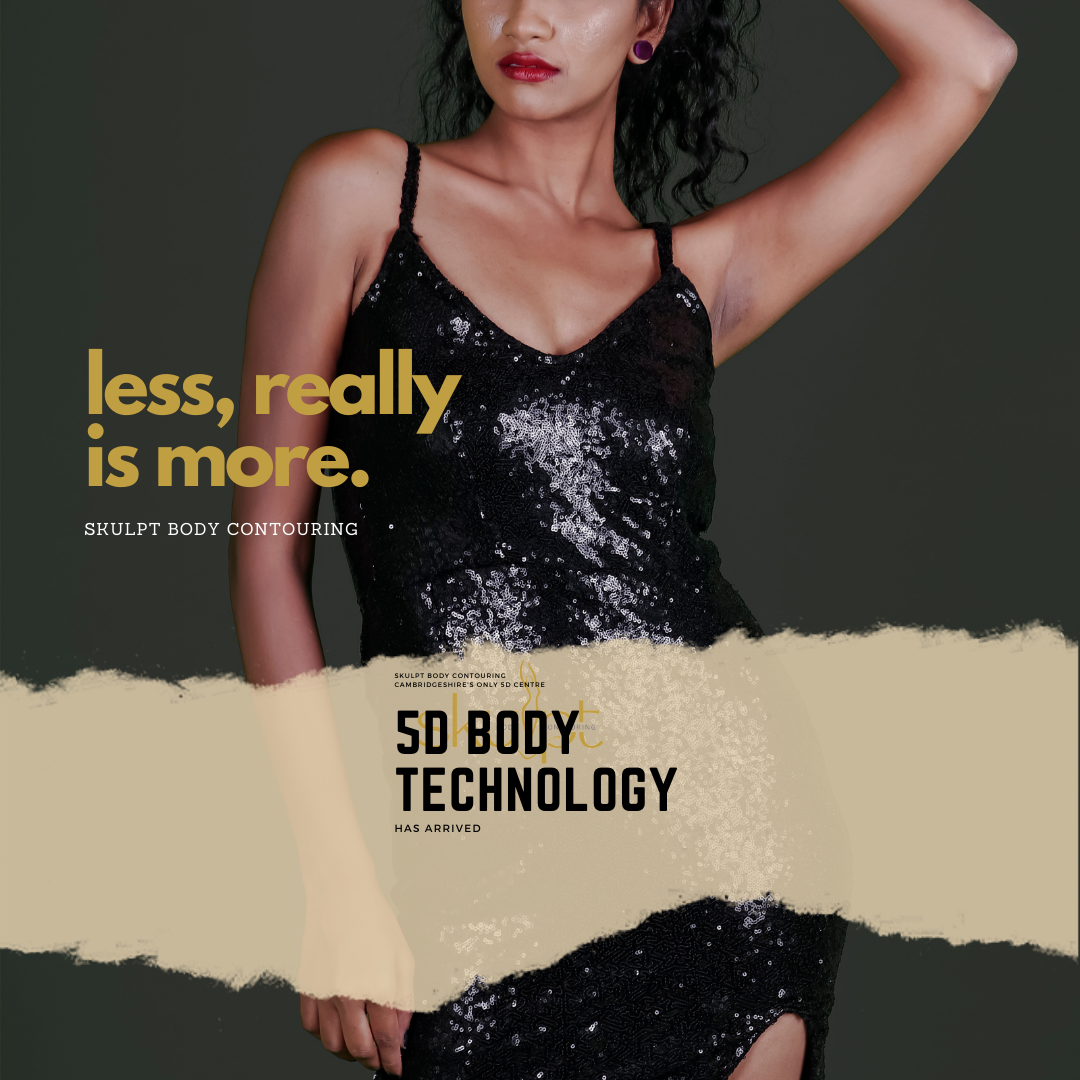 less, really
is more.
SKULPT BODY CONTOURING
SKULPT BODY CONTOURING
CAMBRIDGESHIRE'S ONLY 5D CENTRE
skulpt
5D BODY
TECHNOLOGY
HAS ARRIVED